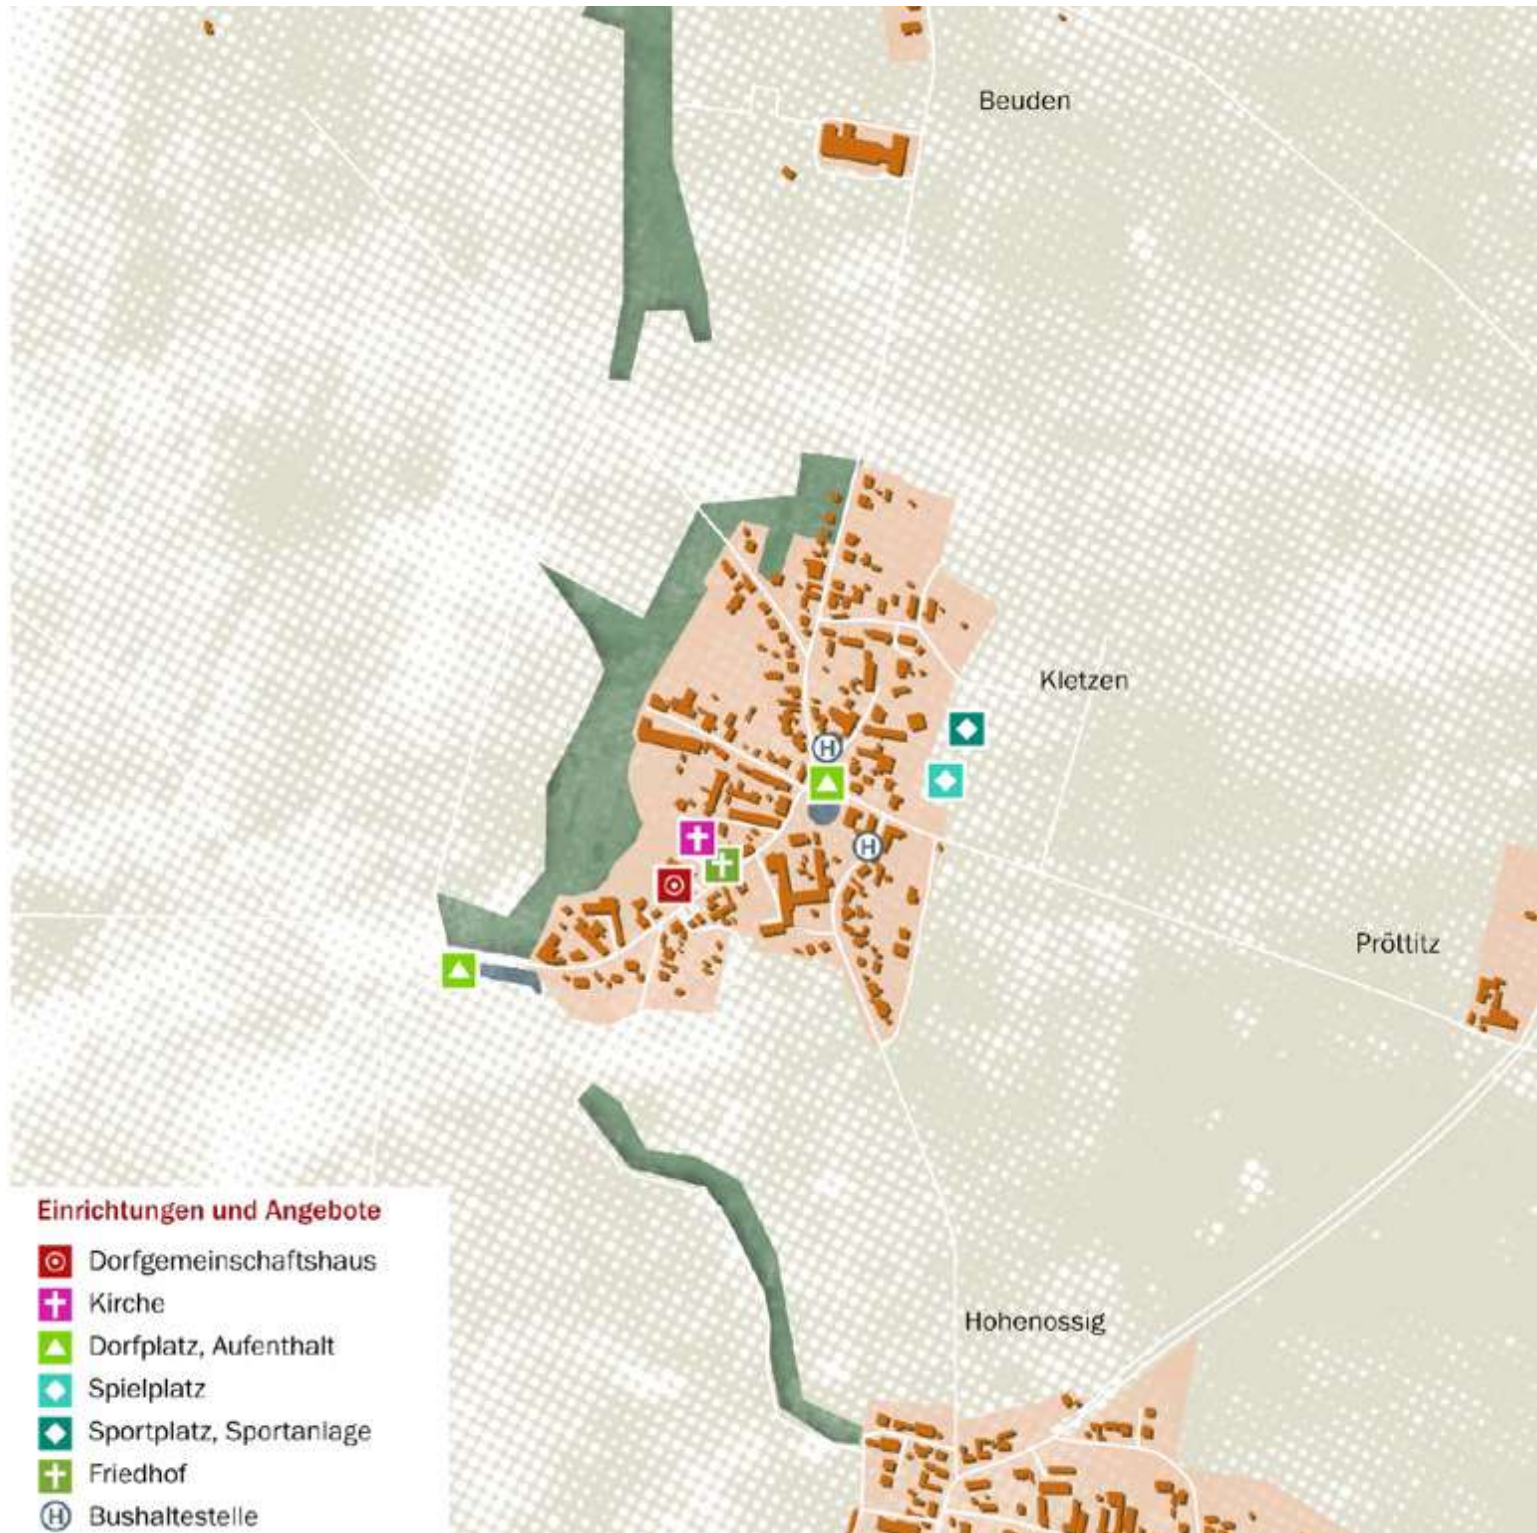 Beuden
Kletzen
Pröttitz
Hohenossig
Einrichtungen und Angebote
Dorfgemeinschaftshaus
Kirche
Dorfplatz, Aufenthalt
Spielplatz
Sportplatz, Sportanlage
Friedhof
H Bushaltestelle
H
H